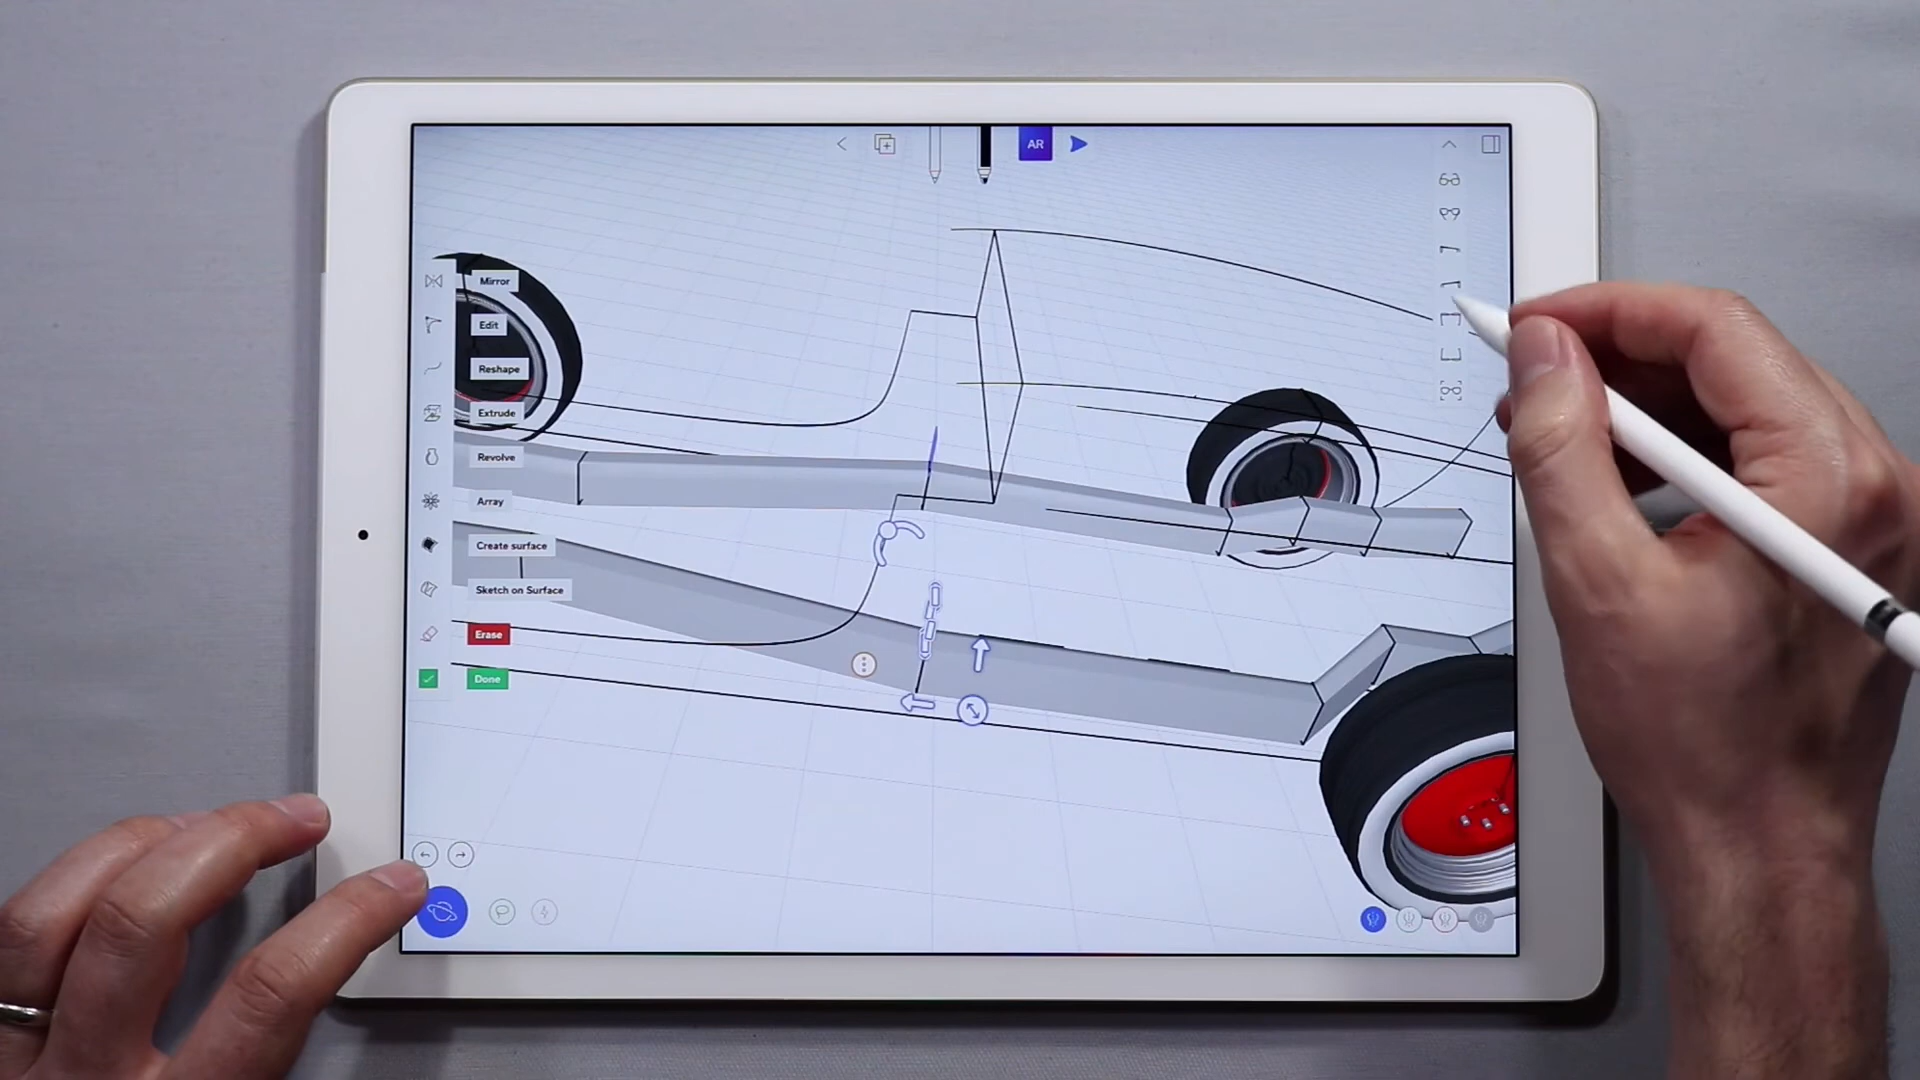 AR
Mirror
Edit
Reshape
Extrude
Revolve
Array
Create surface
Sketch on Surface
Erase
Done